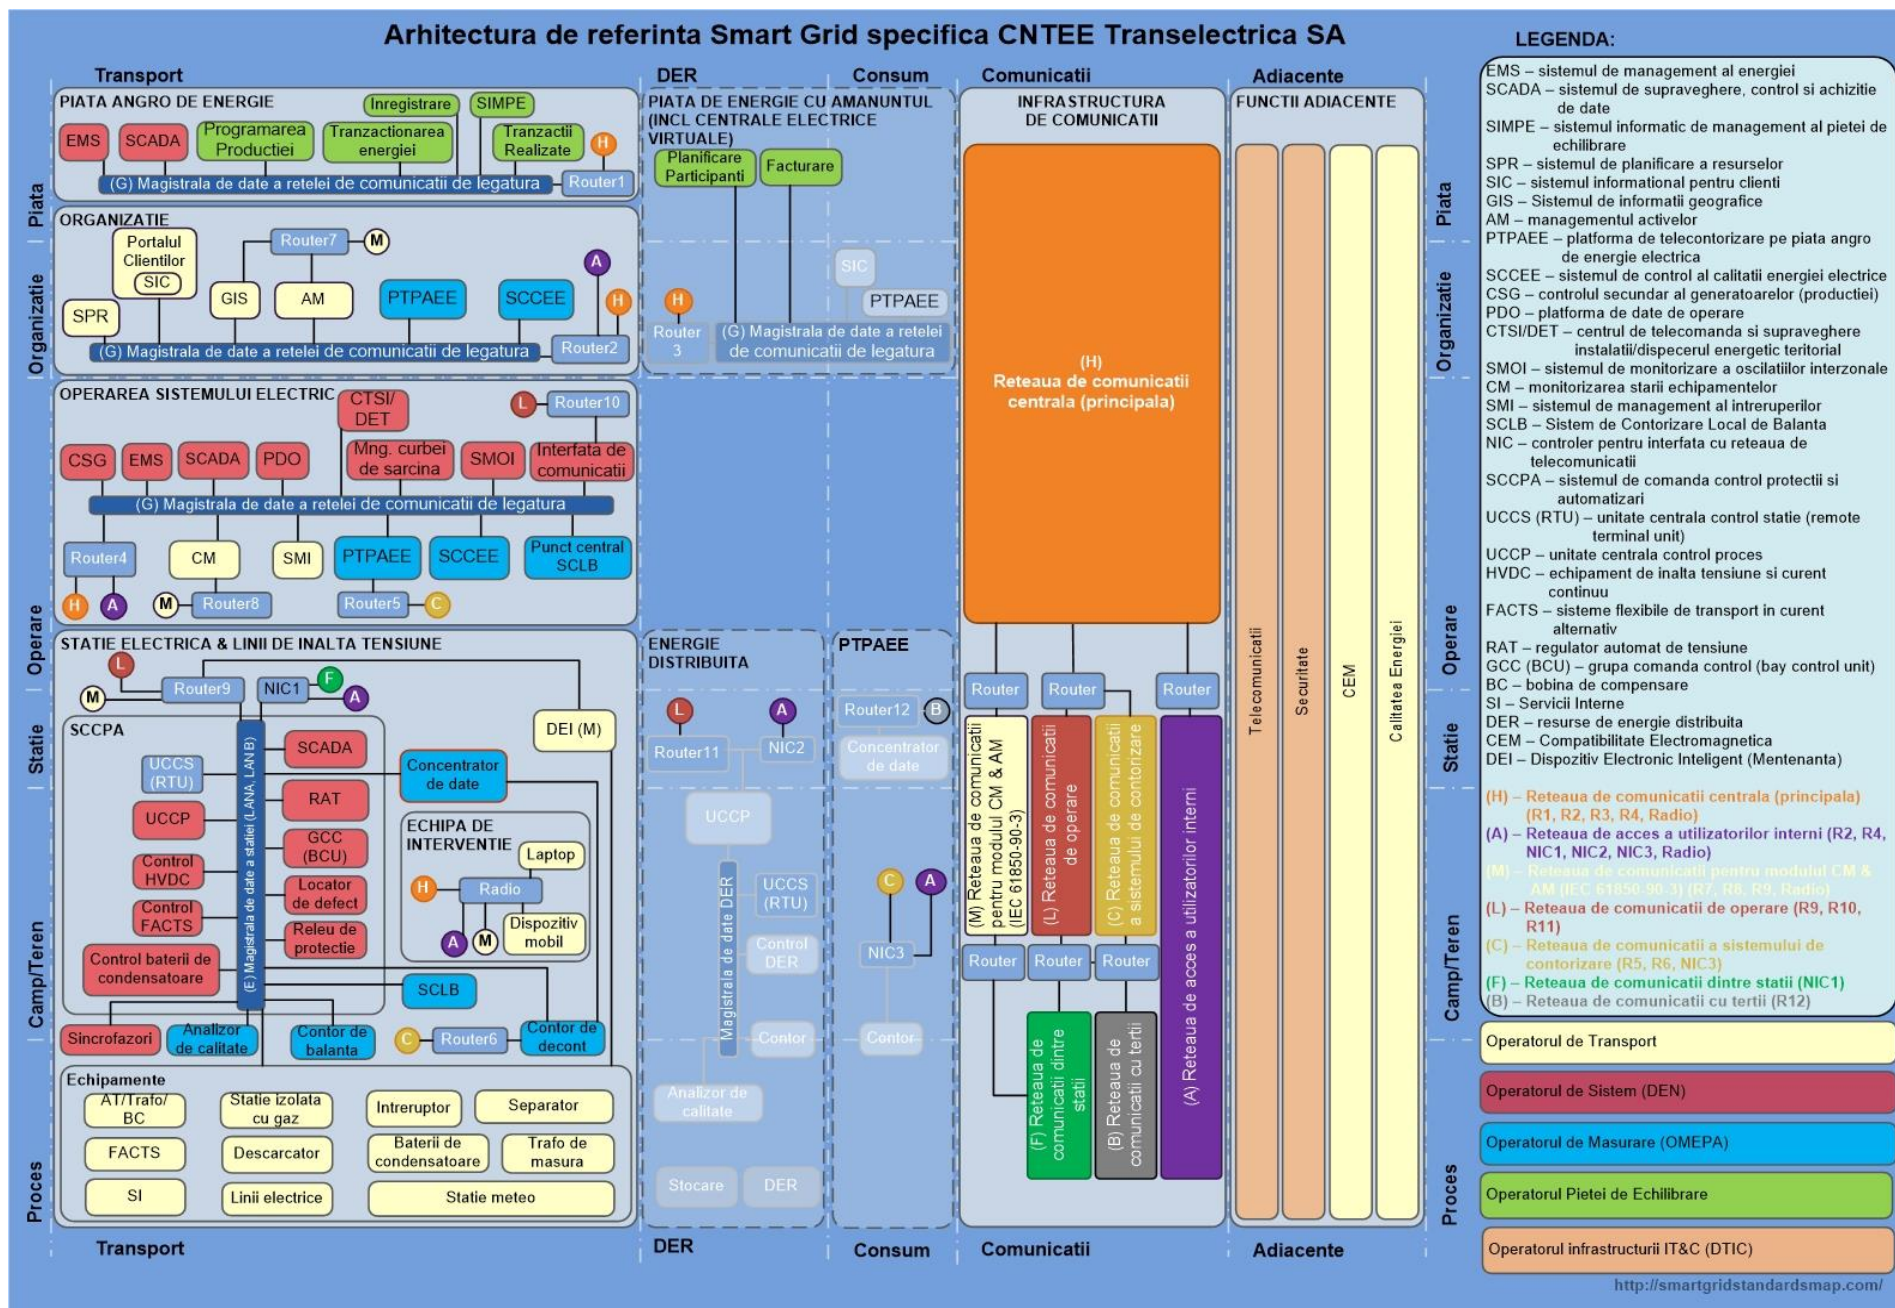 Arhitectura de referinta Smart Grid specifica CNTEE Transelectrica SA
Transport
DER
Consum
Comunicatii
Adiacente
PIATA ANGRO DE ENERGIE
Inregistrare
SIMPE
EMS
SCADA
Programarea
Productiei
Tranzactionarea
energiei
Tranzactii
Realizate
H
(G) Magistrala de date a retelei de comunicatii de legatura
Router1
ORGANIZATIE
Portalul
Clientilor
SIC
Router7
M
SPR
GIS
AM
PTPAEE
SCCEE
A
H
(G) Magistrala de date a retelei de comunicatii de legatura
Router2
OPERAREA SISTEMULUI ELECTRIC
CTSI/
DET
L
Router10
CSG
EMS
SCADA
PDO
Mng. curbei
de sarcina
SMOI
Interfata de
comunicatii
(G) Magistrala de date a retelei de comunicatii de legatura
Router4
CM
SMI
PTPAEE
SCCEE
Punct central
SCLB
H
A
M
Router8
Router5
C
STATIE ELECTRICA & LINII DE INALTA TENSIUNE
L
M
Router9
NIC1
F
A
DEI (M)
SCCPA
UCCS
(RTU)
UCCP
Control
HVDC
Control
FACTS
Control baterii de
condensatoare
(E) Magistrala de date a statiei (LANA, LAN B)
SCADA
RAT
GCC
(BCU)
Locator
de defect
Releu de
protectie
Concentrator
de date
ECHIPA DE
INTERVENTIE
Laptop
H
Radio
A
M
Dispozitiv
mobil
SCLB
Sincrofazori
Analizor
de calitate
Contor de
balanta
C
Router6
Contor de
decont
Echipamente
AT/Trafo/
BC
Statie izolata
cu gaz
Intreruptor
Separator
FACTS
Descarcator
Baterii de
condensatoare
Trafo de
masura
SI
Linii electrice
Statie meteo
PIATA DE ENERGIE CU AMANUNTUL
(INCL CENTRALE ELECTRICE
VIRTUALE)
Planificare
Participanti
Facturare
SIC
PTPAEE
H
Router
3
(G) Magistrala de date a retelei
de comunicatii de legatura
ENERGIE
DISTRIBUITA
L
A
Router11
NIC2
UCCP
Magistrala de date DER
UCCS
(RTU)
Control
DER
Contor
Analizor de
calitate
Stocare
DER
PTPAEE
Router12
B
Concentrator
de date
C
A
NIC3
Contor
INFRASTRUCTURA
DE COMUNICATII
(H)
Reteaua de comunicatii
centrala (principala)
Router
Router
Router
(M) Reteaua de comunicatii
pentru modulul CM & AM
(IEC 61850-90-3)
(L) Reteaua de comunicatii
de operare
(C) Reteaua de comunicatii
a sistemului de contorizare
(A) Reteaua de acces a utilizatorilor interni
Router
Router
Router
(F) Reteaua de
comunicatii dintre
statii
(B) Reteaua de
comunicatii cu tertii
FUNCTII ADIACENTE
Telecomunicatii
Securitate
CEM
Calitatea Energiei
Piata
Organizatie
Operare
Statie
Camp/Teren
Proces
Piata
Organizatie
Operare
Statie
Camp/Teren
Proces
Transport
DER
Consum
Comunicatii
Adiacente
LEGENDA:
EMS – sistemul de management al energiei
SCADA – sistemul de supraveghere, control si achizitie
de date
SIMPE – sistemul informatic de management al pietei de
echilibrare
SPR – sistemul de planificare a resurselor
SIC – sistemul informational pentru clienti
GIS – Sistemul de informatii geografice
AM – managementul activelor
PTPAEE – platforma de telecontorizare pe piata angro
de energie electrica
SCCEE – sistemul de control al calitatii energiei electrice
CSG – controlul secundar al generatoarelor (productiei)
PDO – platforma de date de operare
CTSI/DET – centrul de telecomanda si supraveghere
instalatii/dispecerul energetic teritorial
SMOI – sistemul de monitorizare a oscilatiilor interzonale
CM – monitorizarea starii echipamentelor
SMI – sistemul de management al intreruperilor
SCLB – Sistem de Contorizare Local de Balanta
NIC – controler pentru interfata cu reteaua de
telecomunicatii
SCCPA – sistemul de comanda control protectii si
automatizari
UCCS (RTU) – unitate centrala control statie (remote
terminal unit)
UCCP – unitate centrala control proces
HVDC – echipament de inalta tensiune si curent
continuu
FACTS – sisteme flexibile de transport in curent
alternativ
RAT – regulator automat de tensiune
GCC (BCU) – grupa comanda control (bay control unit)
BC – bobina de compensare
SI – Servicii Interne
DER – resurse de energie distribuita
CEM – Compatibilitate Electromagnetica
DEI – Dispozitiv Electronic Inteligent (Mentenanta)
(H) – Reteaua de comunicatii centrala (principala)
(R1, R2, R3, R4, Radio)
(A) – Reteaua de acces a utilizatorilor interni (R2, R4,
NIC1, NIC2, NIC3, Radio)
(M) – Reteaua de comunicatii pentru modulul CM &
AM (IEC 61850-90-3) (R7, R8, R9, Radio)
(L) – Reteaua de comunicatii de operare (R9, R10,
R11)
(C) – Reteaua de comunicatii a sistemului de
contorizare (R5, R6, NIC3)
(F) – Reteaua de comunicatii dintre statii (NIC1)
(B) – Reteaua de comunicatii cu tertii (R12)
Operatorul de Transport
Operatorul de Sistem (DEN)
Operatorul de Masurare (OMEPA)
Operatorul Pietei de Echilibrare
Operatorul infrastructurii IT&C (DTIC)
http://smartgridstandardsmap.com/